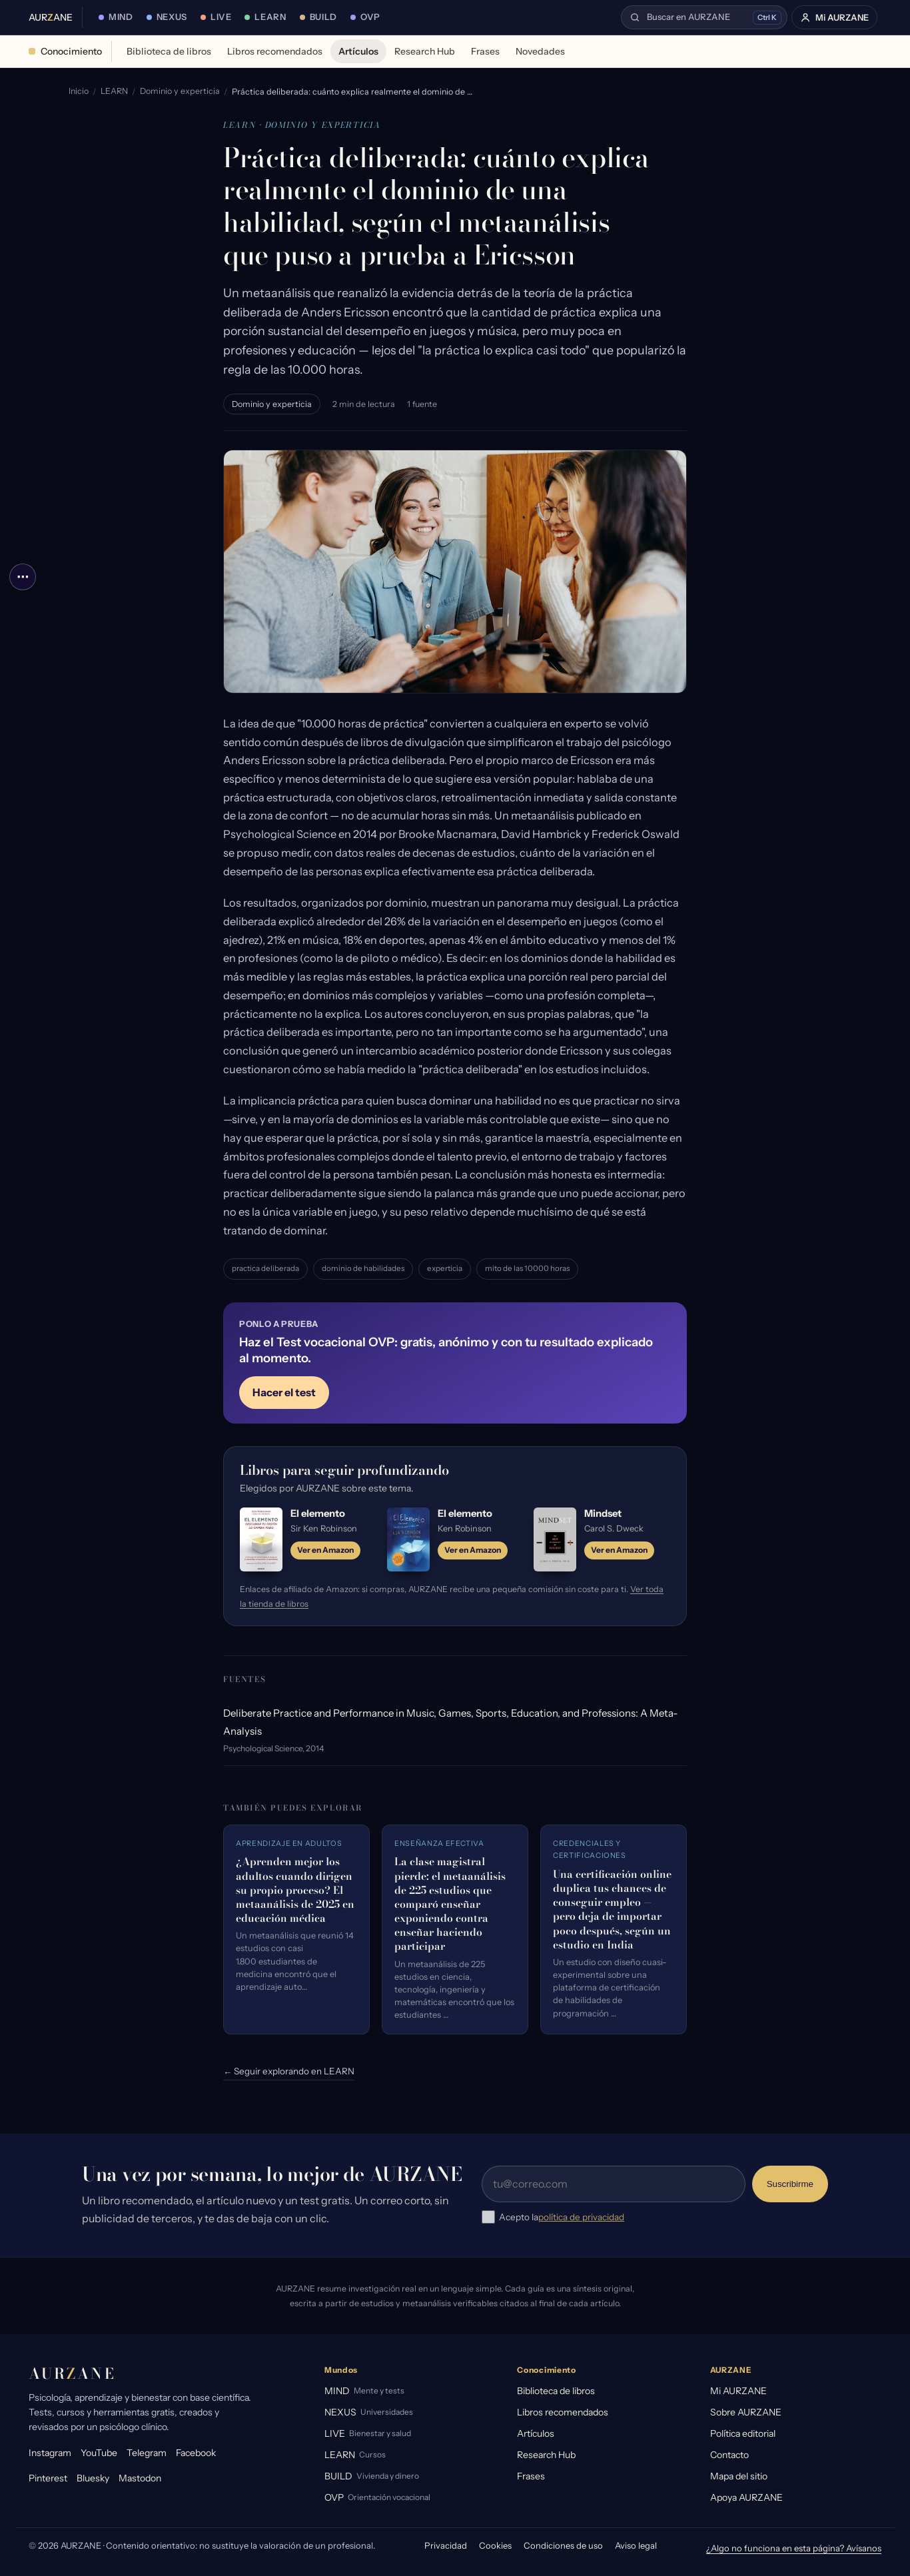 AURZANE
MIND
NEXUS
LIVE
LEARN
BUILD
OVP
Buscar en AURZANE
Ctrl K
Mi AURZANE
Conocimiento
Biblioteca de libros
Libros recomendados
Artículos
Research Hub
Frases
Novedades
Inicio / LEARN / Dominio y experticia / Práctica deliberada: cuánto explica realmente el dominio de ...
LEARN · DOMINIO Y EXPERTICIA
Práctica deliberada: cuánto explica
realmente el dominio de una
habilidad, según el metaanálisis
que puso a prueba a Ericsson
Un metaanálisis que reanalizó la evidencia detrás de la teoría de la práctica
deliberada de Anders Ericsson encontró que la cantidad de práctica explica una
porción sustancial del desempeño en juegos y música, pero muy poca en
profesiones y educación — lejos del "la práctica lo explica casi todo" que popularizó la
regla de las 10.000 horas.
Dominio y experticia
2 min de lectura
1 fuente
...
La idea de que "10.000 horas de práctica" convierten a cualquiera en experto se volvió
sentido común después de libros de divulgación que simplificaron el trabajo del psicólogo
Anders Ericsson sobre la práctica deliberada. Pero el propio marco de Ericsson era más
específico y menos determinista de lo que sugiere esa versión popular: hablaba de una
práctica estructurada, con objetivos claros, retroalimentación inmediata y salida constante
de la zona de confort — no de acumular horas sin más. Un metaanálisis publicado en
Psychological Science en 2014 por Brooke Macnamara, David Hambrick y Frederick Oswald
se propuso medir, con datos reales de decenas de estudios, cuánto de la variación en el
desempeño de las personas explica efectivamente esa práctica deliberada.
Los resultados, organizados por dominio, muestran un panorama muy desigual. La práctica
deliberada explicó alrededor del 26% de la variación en el desempeño en juegos (como el
ajedrez), 21% en música, 18% en deportes, apenas 4% en el ámbito educativo y menos del 1%
en profesiones (como la de piloto o médico). Es decir: en los dominios donde la habilidad es
más medible y las reglas más estables, la práctica explica una porción real pero parcial del
desempeño; en dominios más complejos y variables —como una profesión completa—,
prácticamente no la explica. Los autores concluyeron, en sus propias palabras, que "la
práctica deliberada es importante, pero no tan importante como se ha argumentado", una
conclusión que generó un intercambio académico posterior donde Ericsson y sus colegas
cuestionaron cómo se había medido la "práctica deliberada" en los estudios incluidos.
La implicancia práctica para quien busca dominar una habilidad no es que practicar no sirva
—sirve, y en la mayoría de dominios es la variable más controlable que existe— sino que no
hay que esperar que la práctica, por sí sola y sin más, garantice la maestría, especialmente en
ámbitos profesionales complejos donde el talento previo, el entorno de trabajo y factores
fuera del control de la persona también pesan. La conclusión más honesta es intermedia:
practicar deliberadamente sigue siendo la palanca más grande que uno puede accionar, pero
no es la única variable en juego, y su peso relativo depende muchísimo de qué se está
tratando de dominar.
practica deliberada
dominio de habilidades
experticia
mito de las 10000 horas
PONLO A PRUEBA
Haz el Test vocacional OVP: gratis, anónimo y con tu resultado explicado
al momento.
Hacer el test
Libros para seguir profundizando
Elegidos por AURZANE sobre este tema.
EL ELEMENTO
El elemento
Sir Ken Robinson
Ver en Amazon
El Elemento
El elemento
Ken Robinson
Ver en Amazon
MINDSET
Mindset
Carol S. Dweck
Ver en Amazon
Enlaces de afiliado de Amazon: si compras, AURZANE recibe una pequeña comisión sin coste para ti. Ver toda
la tienda de libros
FUENTES
Deliberate Practice and Performance in Music, Games, Sports, Education, and Professions: A Meta-
Analysis
Psychological Science, 2014
TAMBIÉN PUEDES EXPLORAR
APRENDIZAJE EN ADULTOS
¿Aprenden mejor los
adultos cuando dirigen
su propio proceso? El
metaanálisis de 2025 en
educación médica
Un metaanálisis que reunió 14
estudios con casi
1.800 estudiantes de
medicina encontró que el
aprendizaje auto...
ENSEÑANZA EFECTIVA
La clase magistral
pierde: el metaanálisis
de 225 estudios que
comparó enseñar
exponiendo contra
enseñar haciendo
participar
Un metaanálisis de 225
estudios en ciencia,
tecnología, ingeniería y
matemáticas encontró que los
estudiantes ...
CREDENCIALES Y
CERTIFICACIONES
Una certificación online
duplica tus chances de
conseguir empleo —
pero deja de importar
poco después, según un
estudio en India
Un estudio con diseño cuasi-
experimental sobre una
plataforma de certificación
de habilidades de
programación ...
← Seguir explorando en LEARN
Una vez por semana, lo mejor de AURZANE
Un libro recomendado, el artículo nuevo y un test gratis. Un correo corto, sin
publicidad de terceros, y te das de baja con un clic.
tu@correo.com
Suscribirme
Acepto la política de privacidad
AURZANE resume investigación real en un lenguaje simple. Cada guía es una síntesis original,
escrita a partir de estudios y metaanálisis verificables citados al final de cada artículo.
AURZANE
Psicología, aprendizaje y bienestar con base científica.
Tests, cursos y herramientas gratis, creados y
revisados por un psicólogo clínico.
Instagram YouTube Telegram Facebook
Pinterest Bluesky Mastodon
Mundos
MIND Mente y tests
NEXUS Universidades
LIVE Bienestar y salud
LEARN Cursos
BUILD Vivienda y dinero
OVP Orientación vocacional
Conocimiento
Biblioteca de libros
Libros recomendados
Artículos
Research Hub
Frases
AURZANE
Mi AURZANE
Sobre AURZANE
Política editorial
Contacto
Mapa del sitio
Apoya AURZANE
© 2026 AURZANE · Contenido orientativo: no sustituye la valoración de un profesional.
Privacidad Cookies Condiciones de uso Aviso legal
¿Algo no funciona en esta página? Avísanos